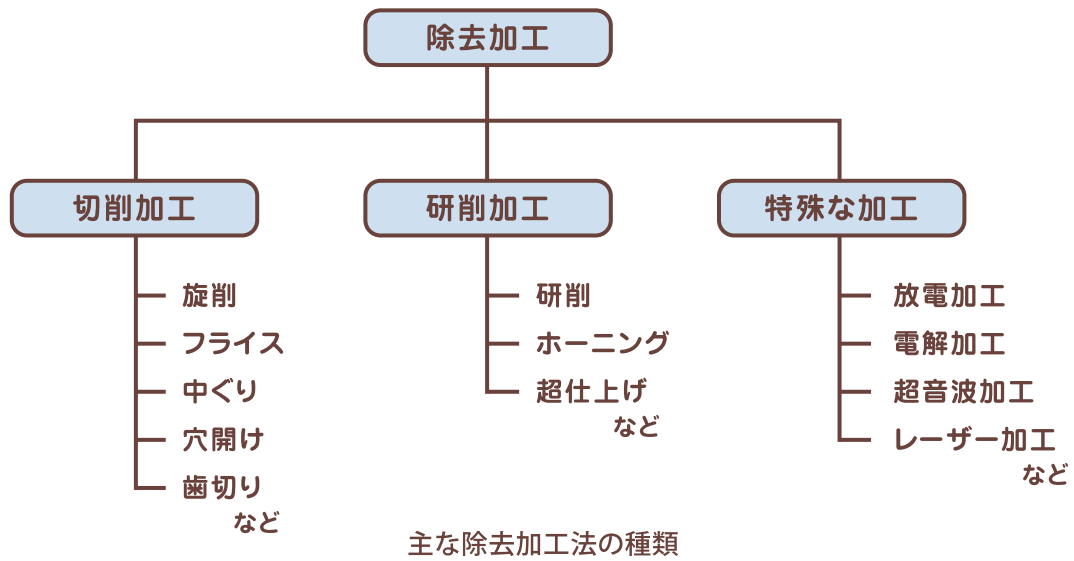 除去加工
切削加工
旋削
フライス
中ぐり
穴開け
歯切り
など
研削加工
研削
ホーニング
超仕上げ
など
特殊な加工
放電加工
電解加工
超音波加工
レーザー加工
など
主な除去加工法の種類